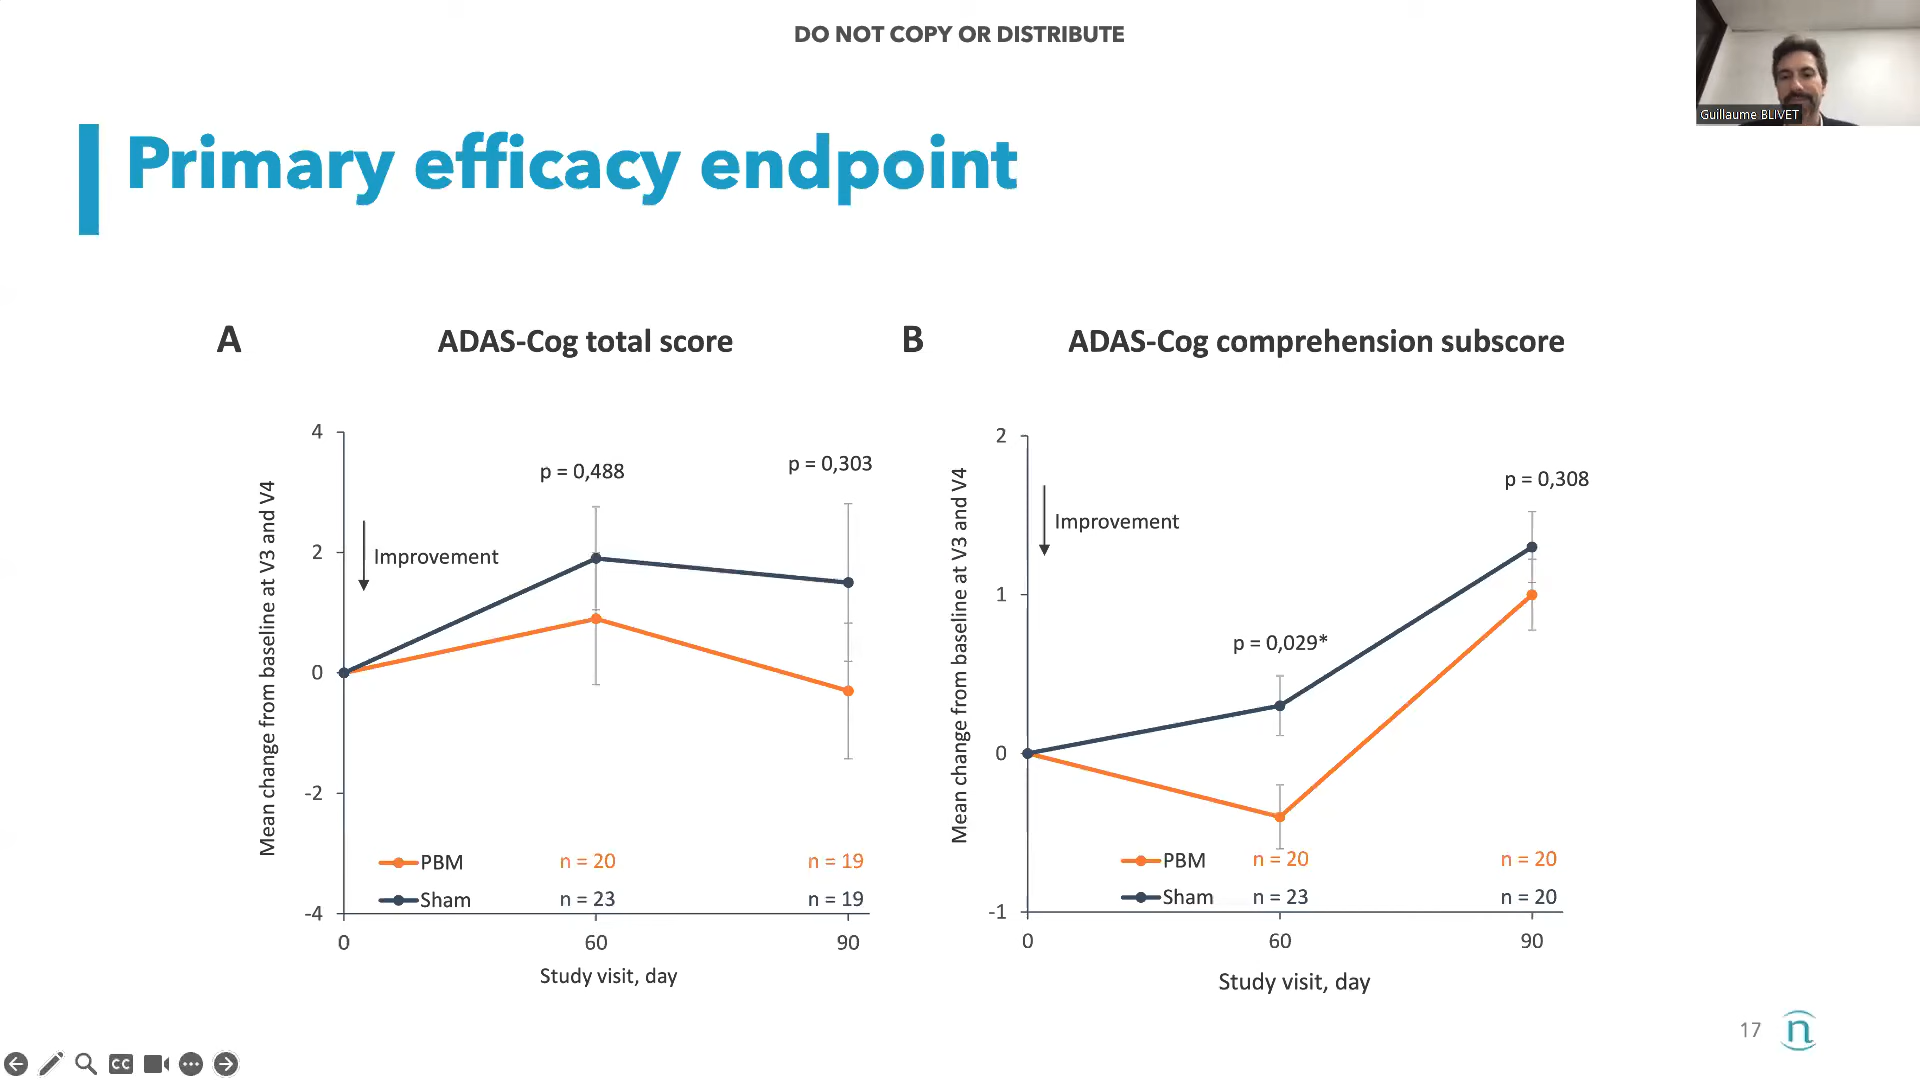 DO NOT COPY OR DISTRIBUTE
Guillaume BLIVET
Primary efficacy endpoint
A
ADAS-Cog total score
Mean change from baseline at V3 and V4
4
2
0
-2
-4
Improvement
p = 0,488
p = 0,303
PBM
n = 20
n = 19
Sham
n = 23
n = 19
0
60
90
Study visit, day
B
ADAS-Cog comprehension subscore
Mean change from baseline at V3 and V4
2
1
0
-1
Improvement
p = 0,029*
p = 0,308
PBM
n = 20
n = 20
Sham
n = 23
n = 20
0
60
90
Study visit, day
17
n
CC